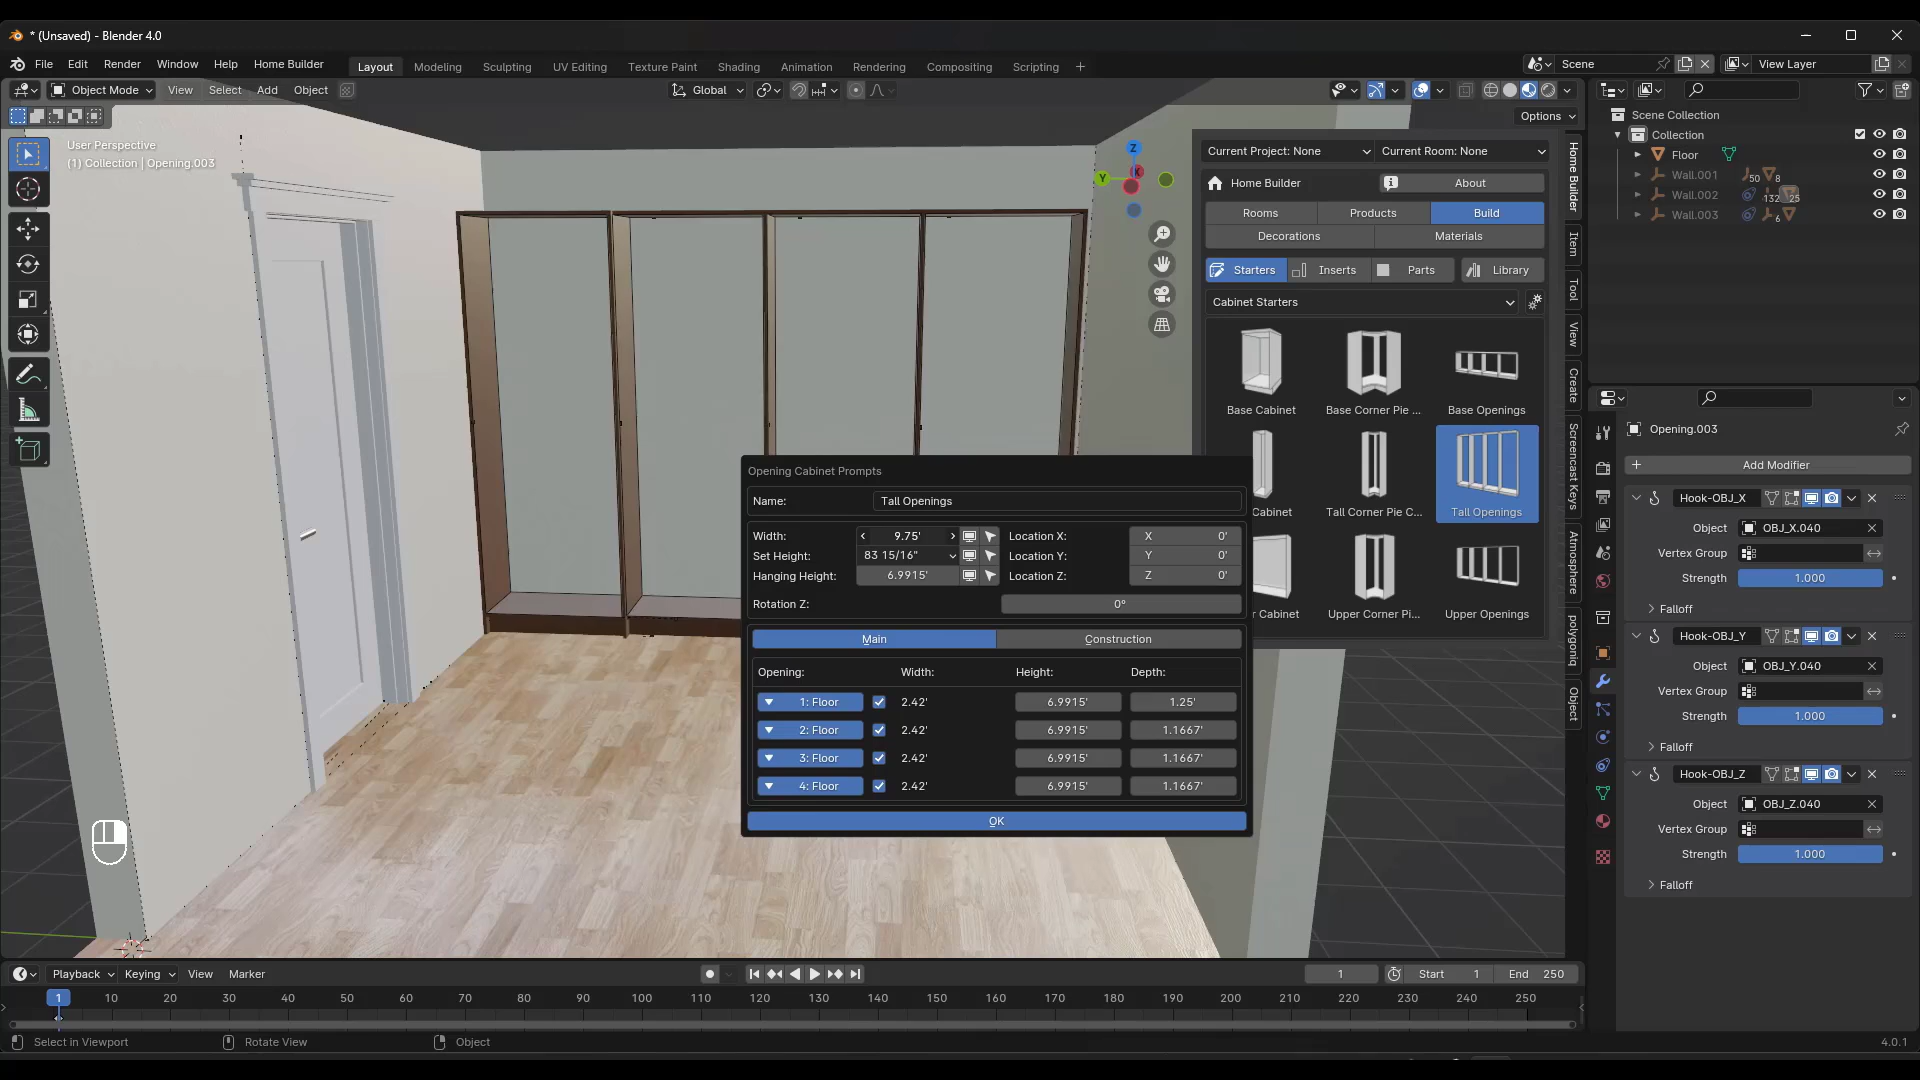 * (Unsaved) - Blender 4.0
File Edit Render Window Help Home Builder
Layout Modeling Sculpting UV Editing Texture Paint Shading Animation Rendering Compositing Scripting +
Scene
View Layer
Object Mode View Select Add Object
Global
Options
User Perspective
(1) Collection | Opening.003
Z
Y
X
Current Project: None Current Room: None
Home Builder About
Rooms Products Build
Decorations Materials
Starters Inserts Parts Library
Cabinet Starters
Base Cabinet Base Corner Pie ... Base Openings
Cabinet Tall Corner Pie C... Tall Openings
r Cabinet Upper Corner Pi... Upper Openings
Home Builder
Item
Tool
View
Create
Screencast Keys
Atmosphere
polygoniq
Object
Opening Cabinet Prompts
Name: Tall Openings
Width: 9.75' Location X: X 0'
Set Height: 83 15/16" Location Y: Y 0'
Hanging Height: 6.9915' Location Z: Z 0'
Rotation Z: 0°
Main Construction
Opening: Width: Height: Depth:
1: Floor 2.42' 6.9915' 1.25'
2: Floor 2.42' 6.9915' 1.1667'
3: Floor 2.42' 6.9915' 1.1667'
4: Floor 2.42' 6.9915' 1.1667'
OK
Scene Collection
Collection
Floor
Wall.001 50 8
Wall.002 132 25
Wall.003 6
Opening.003
+ Add Modifier
Hook-OBJ_X
Object OBJ_X.040
Vertex Group
Strength 1.000
Falloff
Hook-OBJ_Y
Object OBJ_Y.040
Vertex Group
Strength 1.000
Falloff
Hook-OBJ_Z
Object OBJ_Z.040
Vertex Group
Strength 1.000
Falloff
Playback Keying View Marker
1 Start 1 End 250
1 10 20 30 40 50 60 70 80 90 100 110 120 130 140 150 160 170 180 190 200 210 220 230 240 250
Select in Viewport Rotate View Object
4.0.1